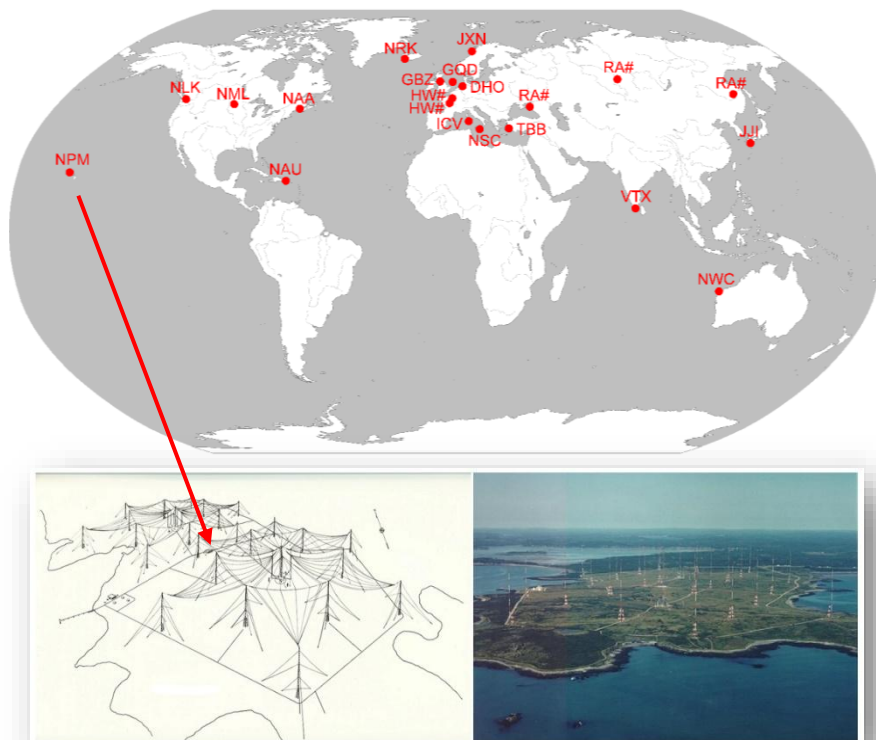 JXN
NRK
GQD
GBZ
DHO
RA#
RA#
NLK
NML
NAA
HW#
HW#
RA#
ICV
TBB
NSC
JJI
NPM
NAU
VTX
NWC